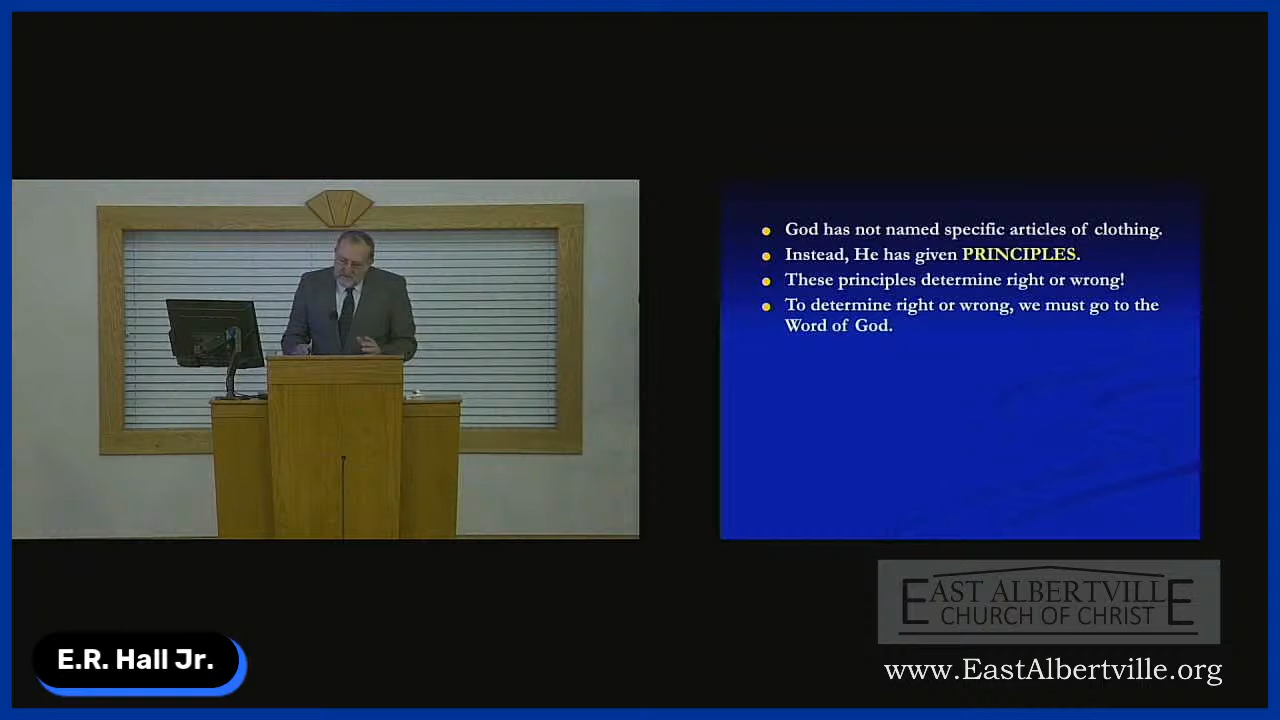 God has not named specific articles of clothing.
Instead, He has given PRINCIPLES.
These principles determine right or wrong!
To determine right or wrong, we must go to the
Word of God.
EAST ALBERTVILLE
CHURCH OF CHRIST
E.R. Hall Jr.
www.EastAlbertville.org